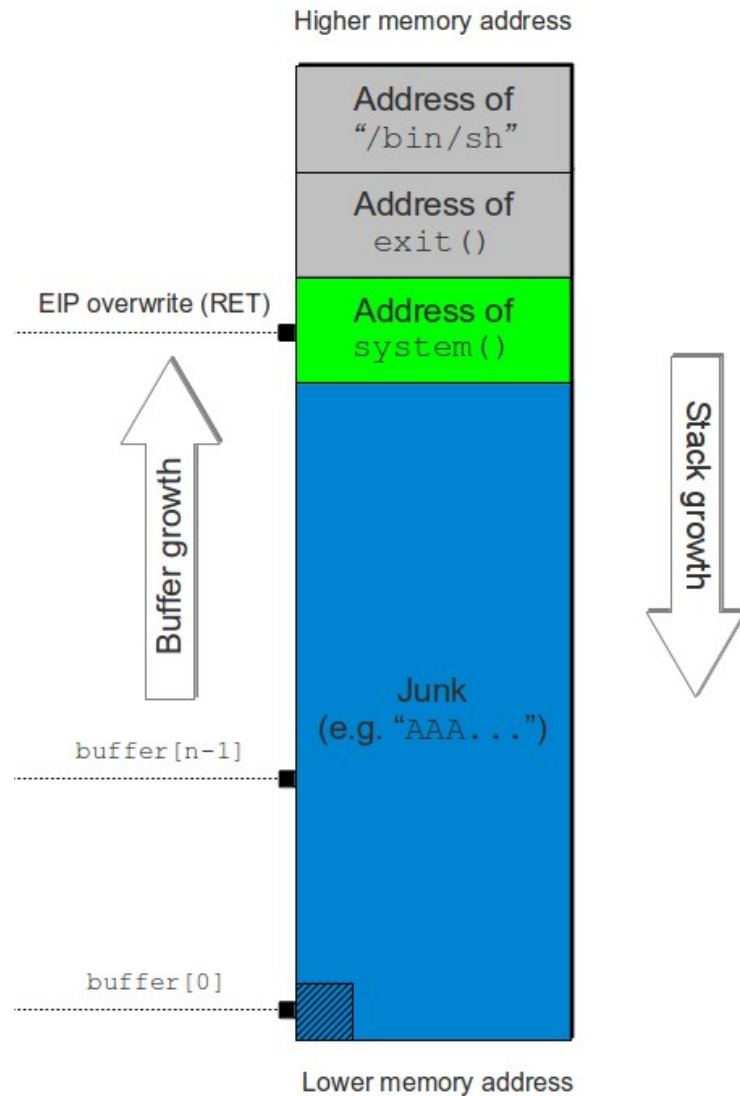 Higher memory address
Address of
“/bin/sh”
Address of
exit()
EIP overwrite (RET)
Address of
system()
Buffer growth
Stack growth
Junk
(e.g. “AAA...”)
buffer[n-1]
buffer[0]
Lower memory address